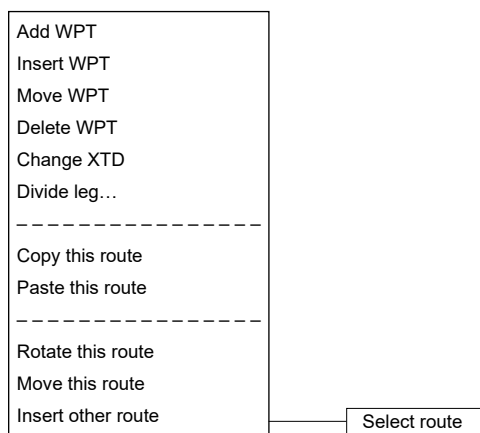 Add WPT
Insert WPT
Move WPT
Delete WPT
Change XTD
Divide leg…
Copy this route
Paste this route
Rotate this route
Move this route
Insert other route
Select route